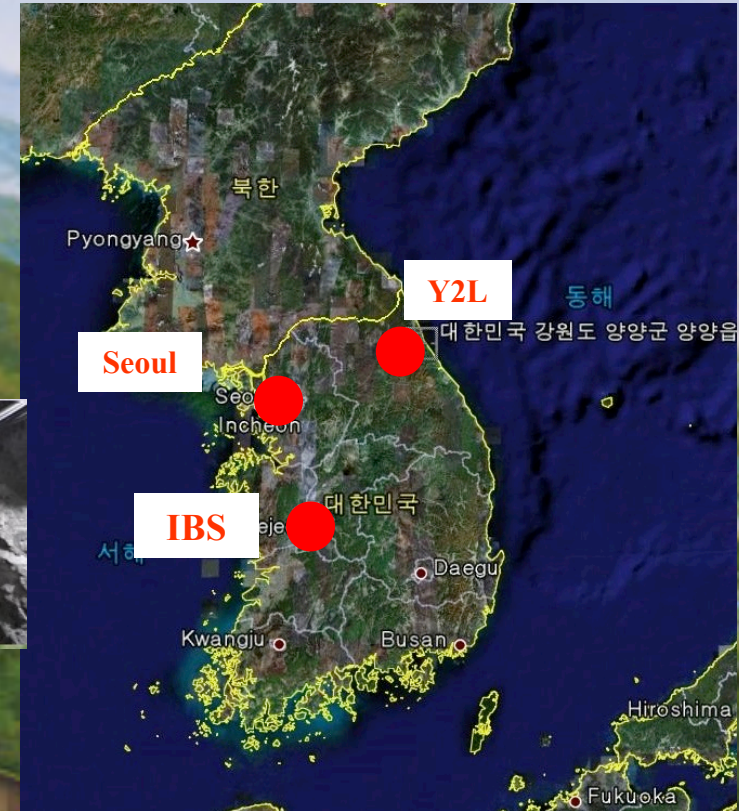 북한
Pyongyang
Y2L
동해
대한민국 강원도 양양군 양양읍
Seoul
Seo
Incheon
IBS
eje
대한민국
서해
Daegu
Kwangju
Busan
Hiroshima
Fukuoka